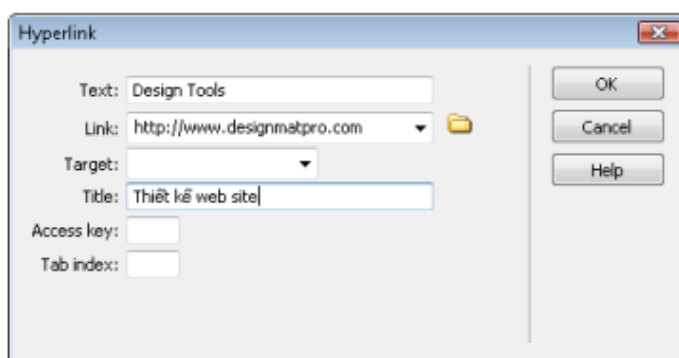 Hyperlink
Text: Design Tools
Link: http://www.designmatpro.com
Target:
Title: Thiết kế web site
Access key:
Tab index:
OK
Cancel
Help